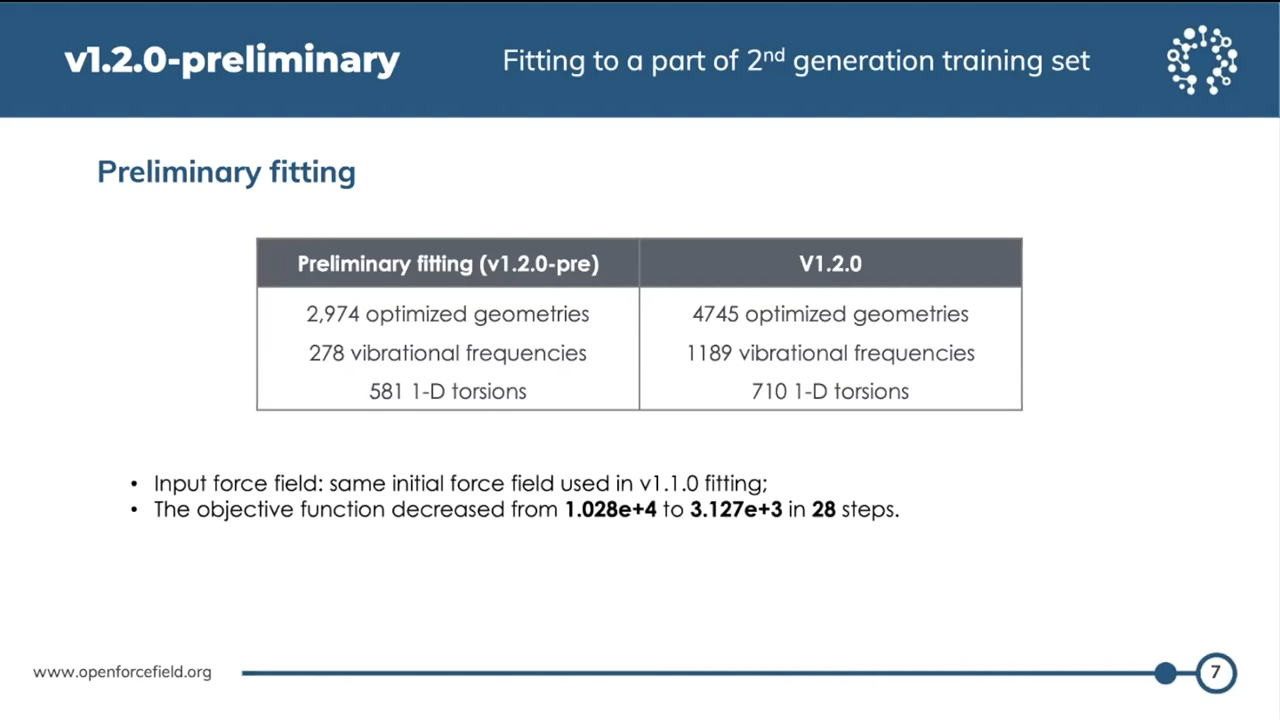 v1.2.0-preliminary
Fitting to a part of 2nd generation training set
Preliminary fitting
Preliminary fitting (v1.2.0-pre)
V1.2.0
2,974 optimized geometries
4745 optimized geometries
278 vibrational frequencies
1189 vibrational frequencies
581 1-D torsions
710 1-D torsions
• Input force field: same initial force field used in v1.1.0 fitting;
• The objective function decreased from 1.028e+4 to 3.127e+3 in 28 steps.
www.openforcefield.org
7